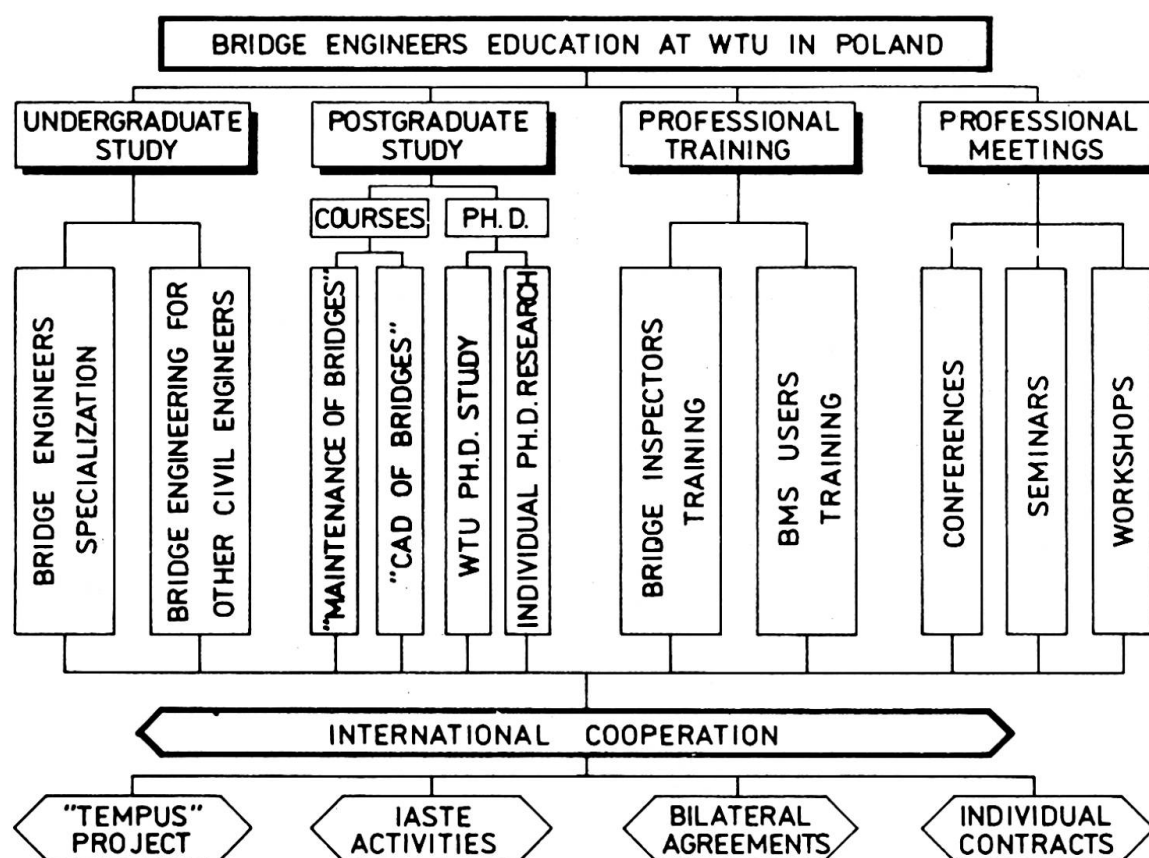 BRIDGE ENGINEERS EDUCATION AT WTU IN POLAND
UNDERGRADUATE
STUDY
POSTGRADUATE
STUDY
PROFESSIONAL
TRAINING
PROFESSIONAL
MEETINGS
COURSES
PH.D.
BRIDGE ENGINEERS
SPECIALIZATION
BRIDGE ENGINEERING FOR
OTHER CIVIL ENGINEERS
"MAINTENANCE OF BRIDGES"
"CAD OF BRIDGES"
WTU PH.D. STUDY
INDIVIDUAL PH.D. RESEARCH
BRIDGE INSPECTORS
TRAINING
BMS USERS
TRAINING
CONFERENCES
SEMINARS
WORKSHOPS
INTERNATIONAL COOPERATION
"TEMPUS"
PROJECT
IASTE
ACTIVITIES
BILATERAL
AGREEMENTS
INDIVIDUAL
CONTRACTS